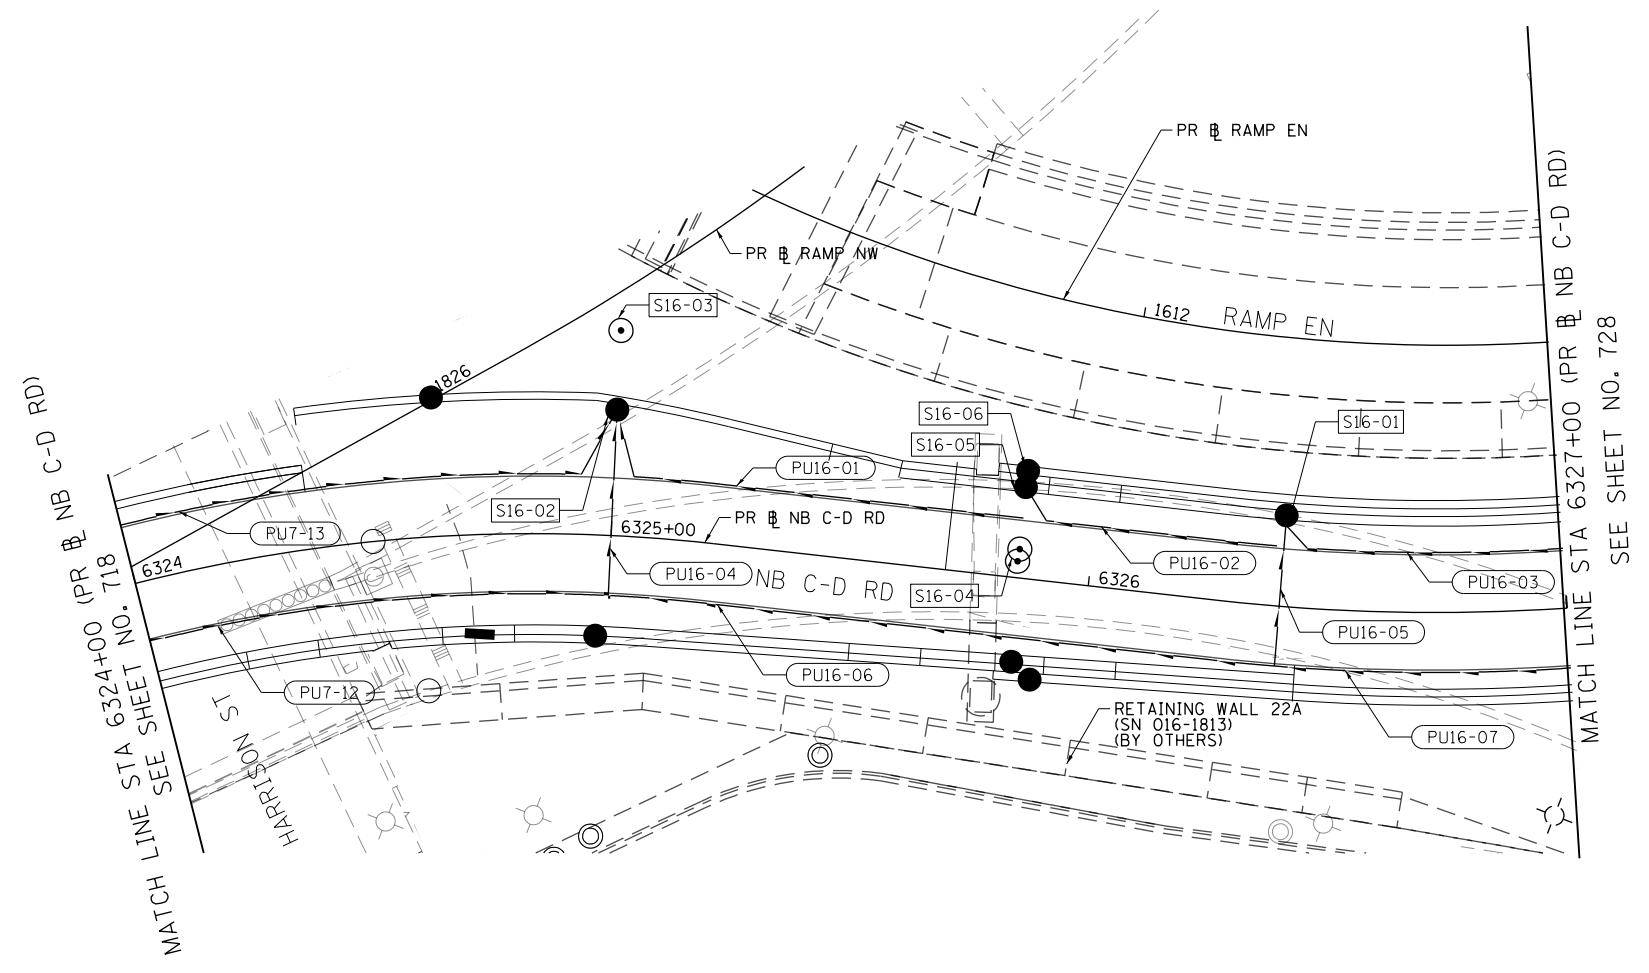 PR ⅊ RAMP EN
PR ⅊ RAMP NW
S16-03
1612
RAMP EN
1826
S16-06
S16-01
S16-05
PU16-01
S16-02
PR ⅊ NB C-D RD
6325+00
PU7-13
6324
PU16-02
PU16-04
NB C-D RD
6326
PU16-03
S16-04
PU16-05
PU16-06
PU7-12
RETAINING WALL 22A
(SN 016-1813)
(BY OTHERS)
PU16-07
HARRISON ST
MATCH LINE STA 6324+00 (PR ⅊ NB C-D RD)
SEE SHEET NO. 718
MATCH LINE STA 6327+00 (PR ⅊ NB C-D RD)
SEE SHEET NO. 728